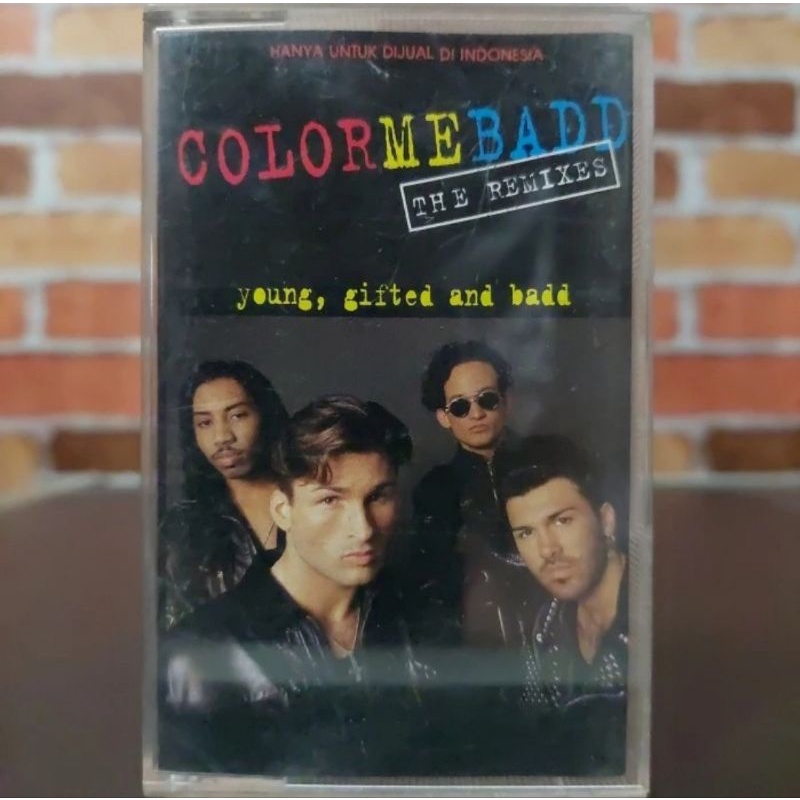 HANYA UNTUK DIJUAL DI INDONESIA
COLORMEBADD
THE REMIXES
young, gifted and badd